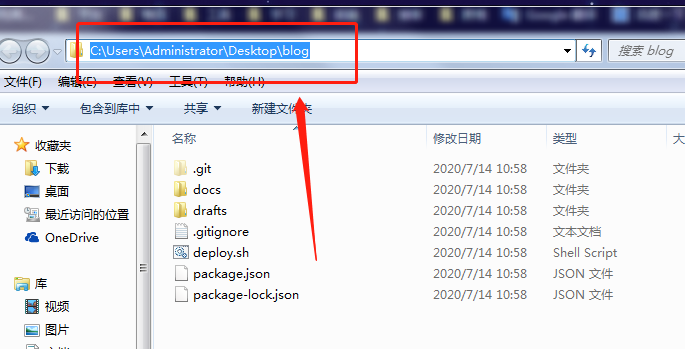 C:\Users\Administrator\Desktop\blog
搜索 blog
文件(F) 编辑(E) 查看(V) 工具(T) 帮助(H)
组织 包含到库中 共享 新建文件夹
名称 修改日期 类型 大
收藏夹
下载
桌面
最近访问的位置
OneDrive
库
视频
图片
.git 2020/7/14 10:58 文件夹
docs 2020/7/14 10:58 文件夹
drafts 2020/7/14 10:58 文件夹
.gitignore 2020/7/14 10:58 文本文档
deploy.sh 2020/7/14 10:58 Shell Script
package.json 2020/7/14 10:58 JSON 文件
package-lock.json 2020/7/14 10:58 JSON 文件